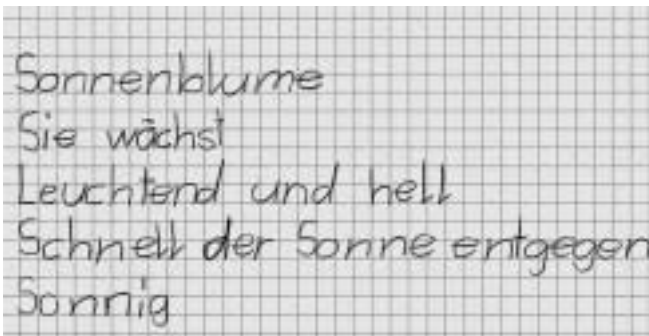 Sonnenblume
Sie wächst
Leuchtend und hell
Schnell der Sonne entgegen
Sonnig